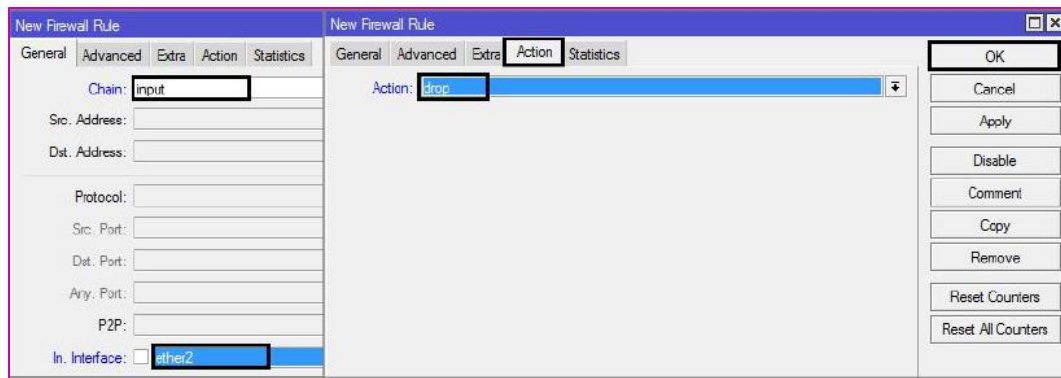 New Firewall Rule
General Advanced Extra Action Statistics
Chain: input
Src. Address:
Dst. Address:
Protocol:
Src. Port:
Dst. Port:
Any. Port:
P2P:
In. Interface: ether2
New Firewall Rule
General Advanced Extra Action Statistics
Action: drop
OK
Cancel
Apply
Disable
Comment
Copy
Remove
Reset Counters
Reset All Counters